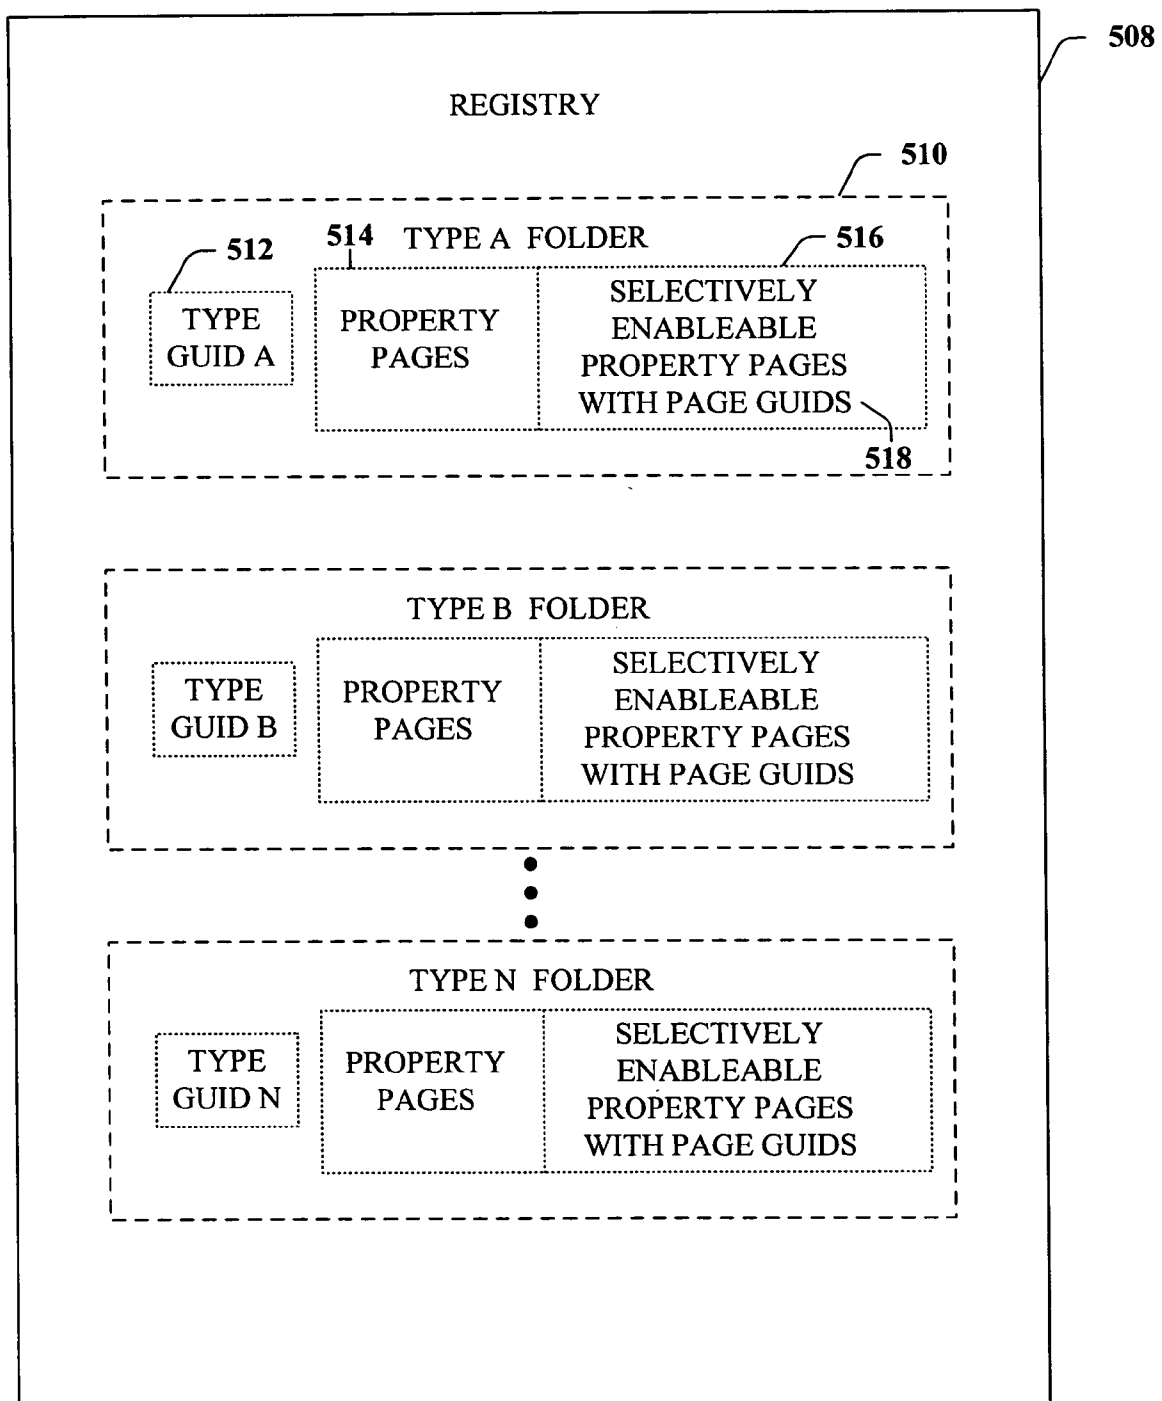 508
REGISTRY
510
TYPE A FOLDER
512
514
516
TYPE
GUID A
PROPERTY
PAGES
SELECTIVELY
ENABLEABLE
PROPERTY PAGES
WITH PAGE GUIDS
518
TYPE B FOLDER
TYPE
GUID B
PROPERTY
PAGES
SELECTIVELY
ENABLEABLE
PROPERTY PAGES
WITH PAGE GUIDS
TYPE N FOLDER
TYPE
GUID N
PROPERTY
PAGES
SELECTIVELY
ENABLEABLE
PROPERTY PAGES
WITH PAGE GUIDS